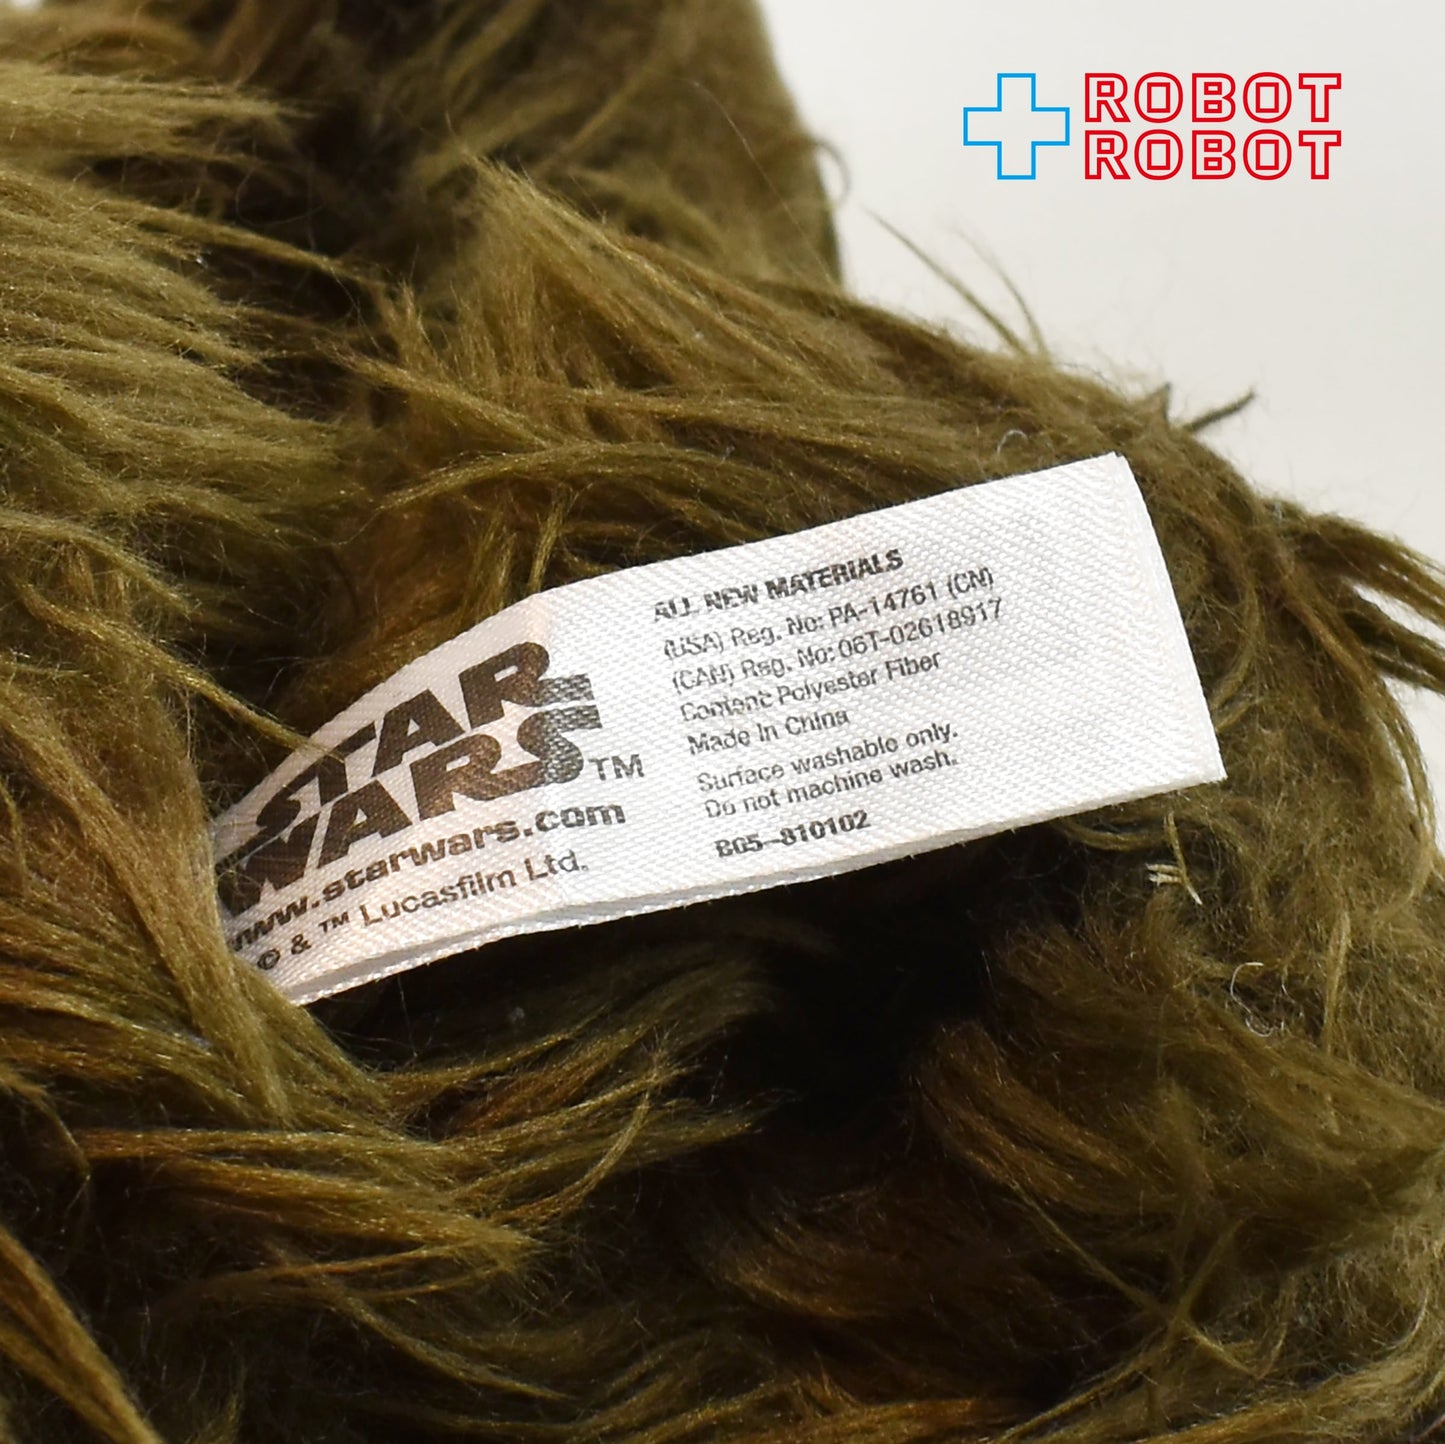 ROBOT
ROBOT
STAR
WARS TM
www.starwars.com
© & ™ Lucasfilm Ltd.
ALL NEW MATERIALS
(USA) Reg. No: PA-14761 (CN)
(CAN) Reg. No: 06T-02618917
Content: Polyester Fiber
Made In China
Surface washable only.
Do not machine wash.
B05-810102